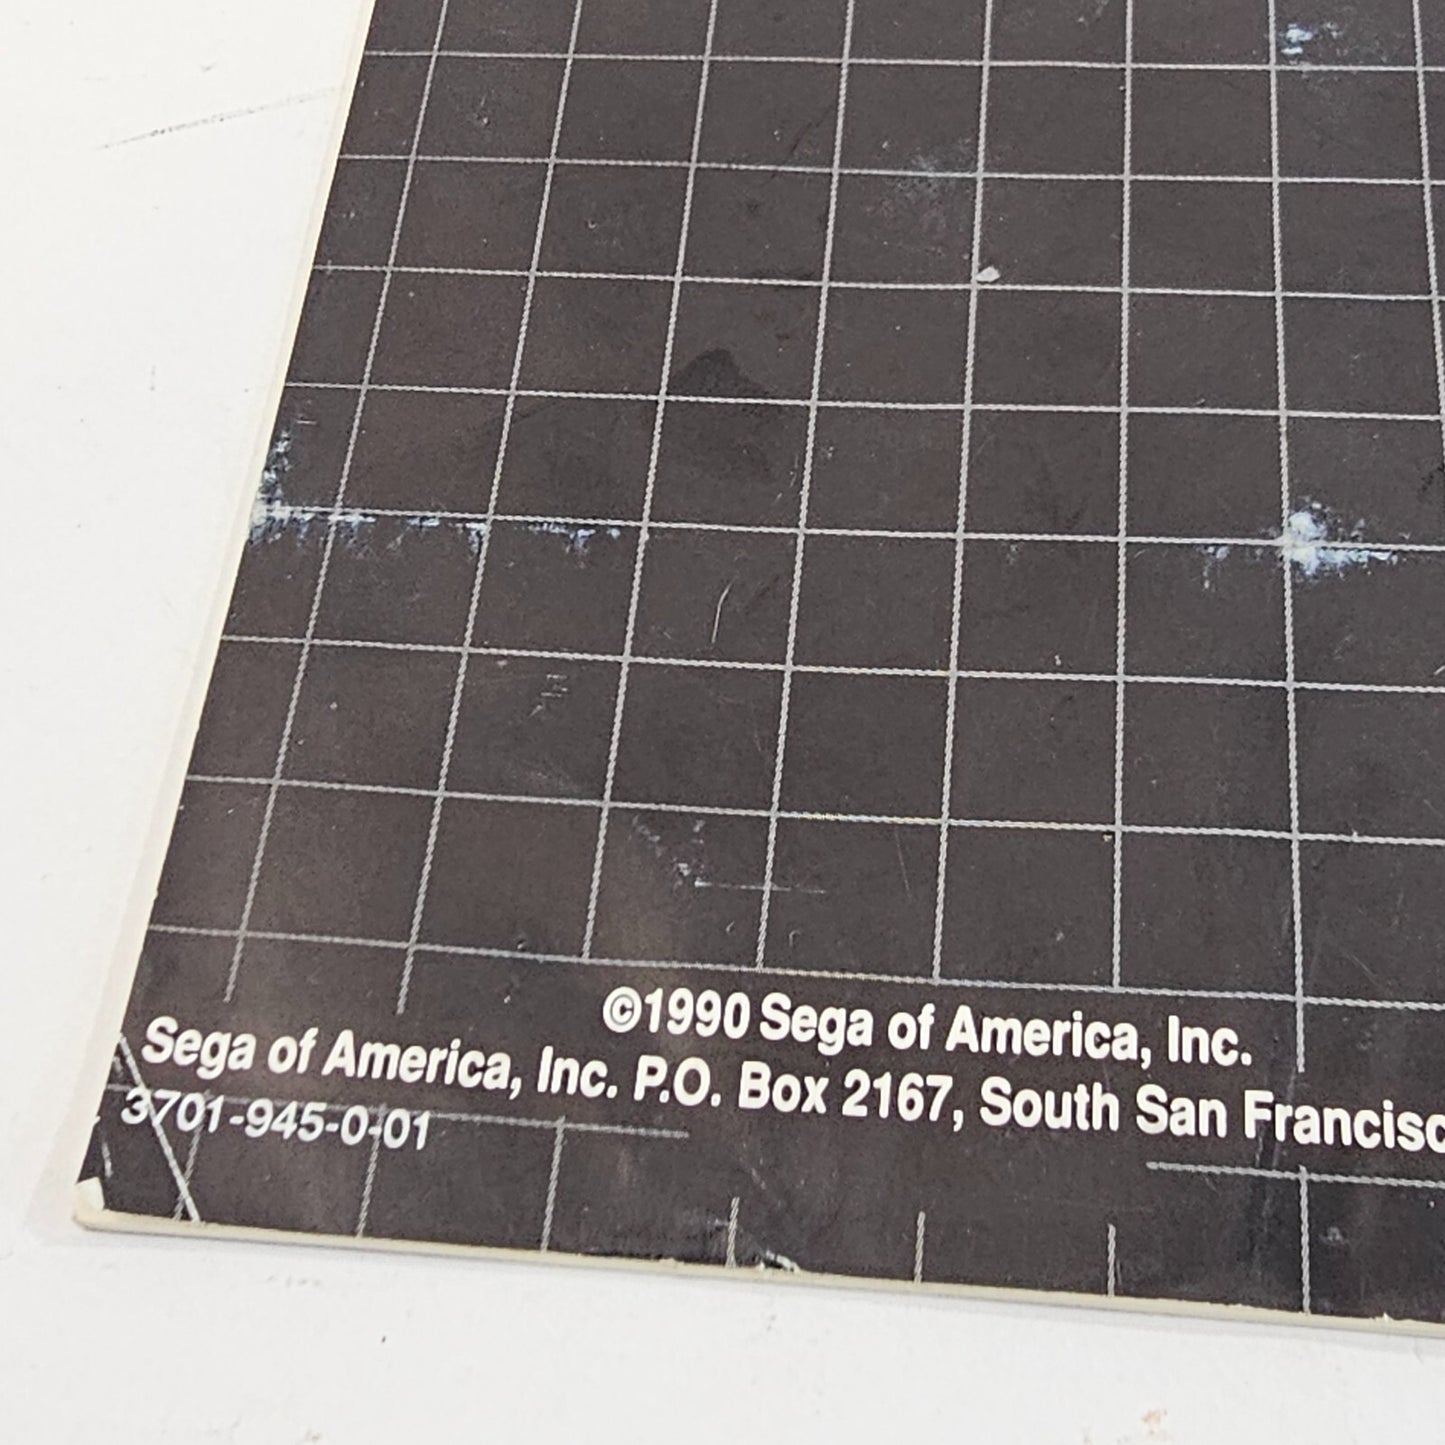 ©1990 Sega of America, Inc.
Sega of America, Inc. P.O. Box 2167, South San Francisc
3701-945-0-01